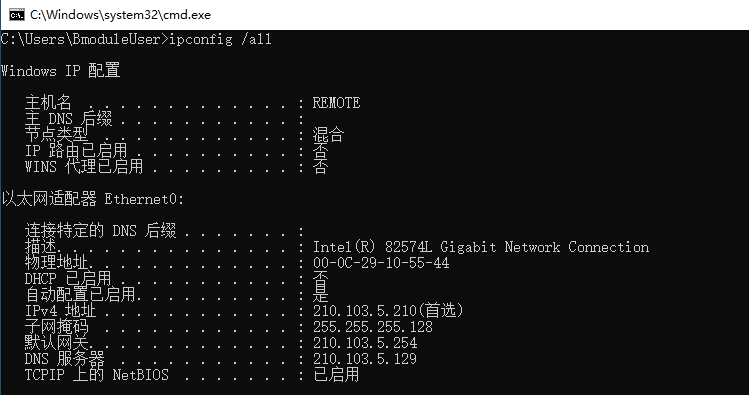 C:\Windows\system32\cmd.exe
C:\Users\BmoduleUser>ipconfig /all
Windows IP 配置
主机名 . . . . . . . . . . . . . : REMOTE
主 DNS 后缀 . . . . . . . . . . . :
节点类型 . . . . . . . . . . . . : 混合
IP 路由已启用 . . . . . . . . . . : 否
WINS 代理已启用 . . . . . . . . . : 否
以太网适配器 Ethernet0:
连接特定的 DNS 后缀 . . . . . . . :
描述. . . . . . . . . . . . . . . : Intel(R) 82574L Gigabit Network Connection
物理地址. . . . . . . . . . . . . : 00-0C-29-10-55-44
DHCP 已启用 . . . . . . . . . . . : 否
自动配置已启用. . . . . . . . . . : 是
IPv4 地址 . . . . . . . . . . . . : 210.103.5.210(首选)
子网掩码 . . . . . . . . . . . . : 255.255.255.128
默认网关. . . . . . . . . . . . . : 210.103.5.254
DNS 服务器 . . . . . . . . . . . : 210.103.5.129
TCPIP 上的 NetBIOS . . . . . . . : 已启用